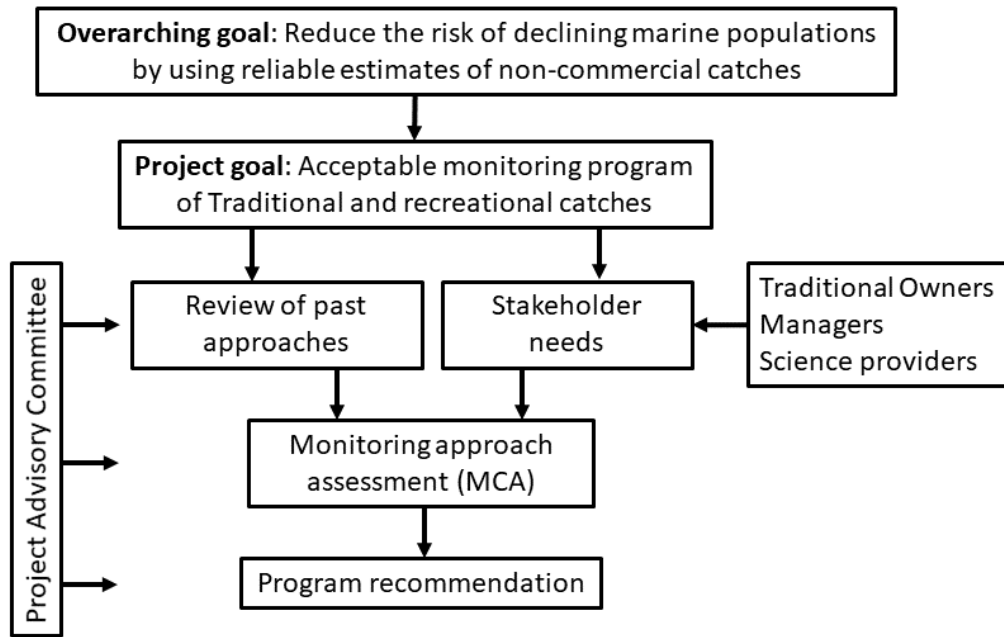 Overarching goal: Reduce the risk of declining marine populations
by using reliable estimates of non-commercial catches
Project goal: Acceptable monitoring program
of Traditional and recreational catches
Project Advisory Committee
Review of past
approaches
Stakeholder
needs
Traditional Owners
Managers
Science providers
Monitoring approach
assessment (MCA)
Program recommendation